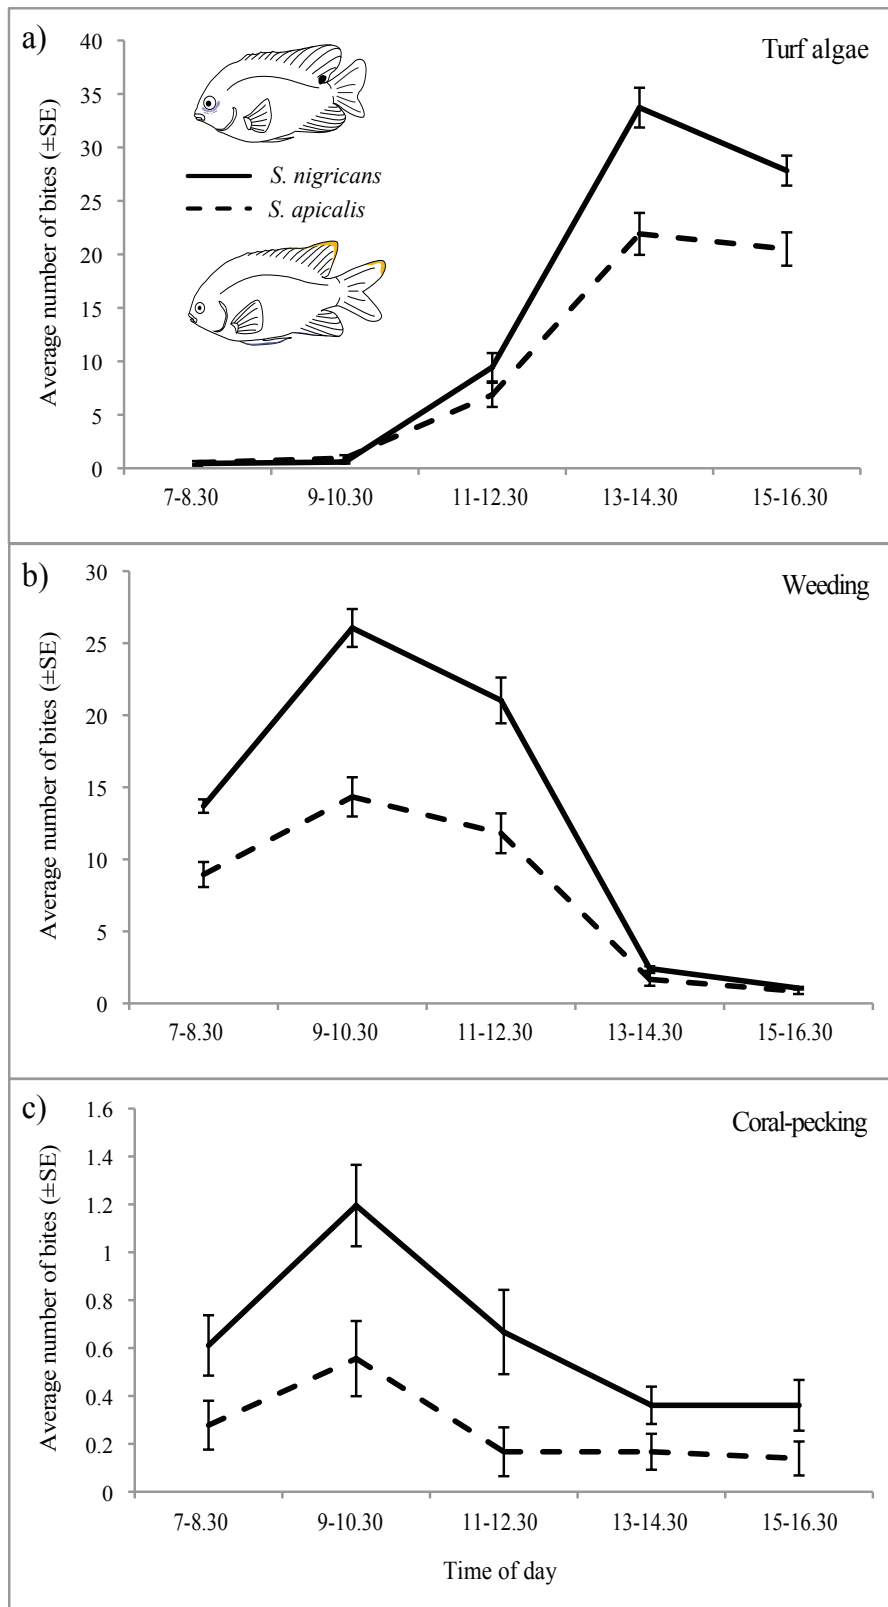 a)
Turf algae
Average number of bites (±SE)
40
35
30
25
20
15
10
5
0
S. nigricans
S. apicalis
7-8.30 9-10.30 11-12.30 13-14.30 15-16.30
b)
Weeding
Average number of bites (±SE)
30
25
20
15
10
5
0
7-8.30 9-10.30 11-12.30 13-14.30 15-16.30
c)
Coral-pecking
Average number of bites (±SE)
1.6
1.4
1.2
1
0.8
0.6
0.4
0.2
0
7-8.30 9-10.30 11-12.30 13-14.30 15-16.30
Time of day